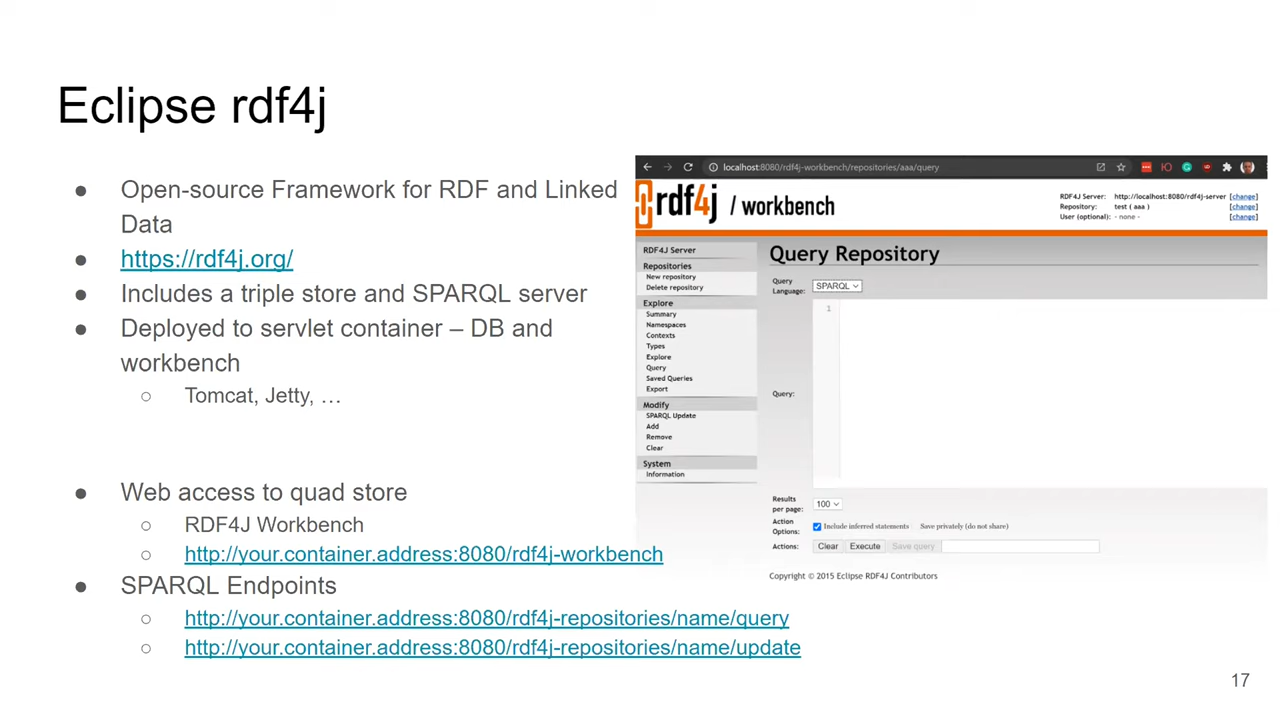 Eclipse rdf4j
● Open-source Framework for RDF and Linked
Data
● https://rdf4j.org/
● Includes a triple store and SPARQL server
● Deployed to servlet container – DB and
workbench
○ Tomcat, Jetty, …
● Web access to quad store
○ RDF4J Workbench
○ http://your.container.address:8080/rdf4j-workbench
● SPARQL Endpoints
○ http://your.container.address:8080/rdf4j-repositories/name/query
○ http://your.container.address:8080/rdf4j-repositories/name/update
localhost:8080/rdf4j-workbench/repositories/aaa/query
rdf4j / workbench
RDF4J Server: http://localhost:8080/rdf4j-server [change]
Repository: test ( aaa ) [change]
User (optional): - none - [change]
RDF4J Server
Repositories
New repository
Delete repository
Explore
Summary
Namespaces
Contexts
Types
Explore
Query
Saved Queries
Export
Modify
SPARQL Update
Add
Remove
Clear
System
Information
Query Repository
Query
Language:
SPARQL
1
Query:
Results
per page:
100
Action
Options:
Include inferred statements Save privately (do not share)
Actions: Clear Execute Save query
Copyright © 2015 Eclipse RDF4J Contributors
17